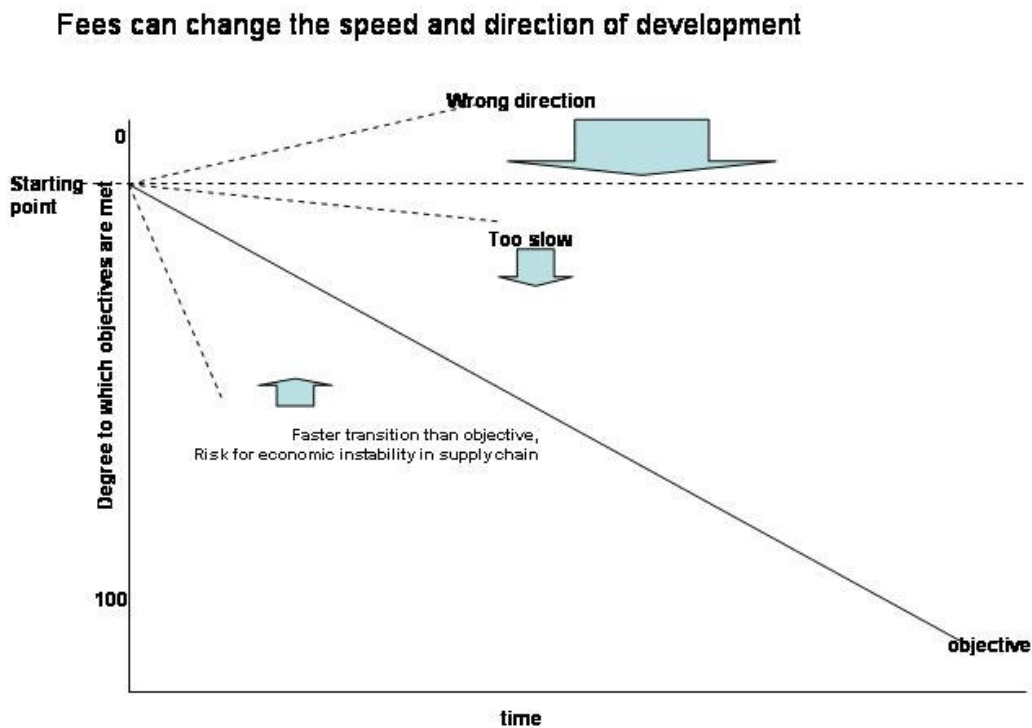 Fees can change the speed and direction of development
Wrong direction
0
Starting
point
Too slow
Degree to which objectives are met
Faster transition than objective,
Risk for economic instability in supply chain
100
objective
time